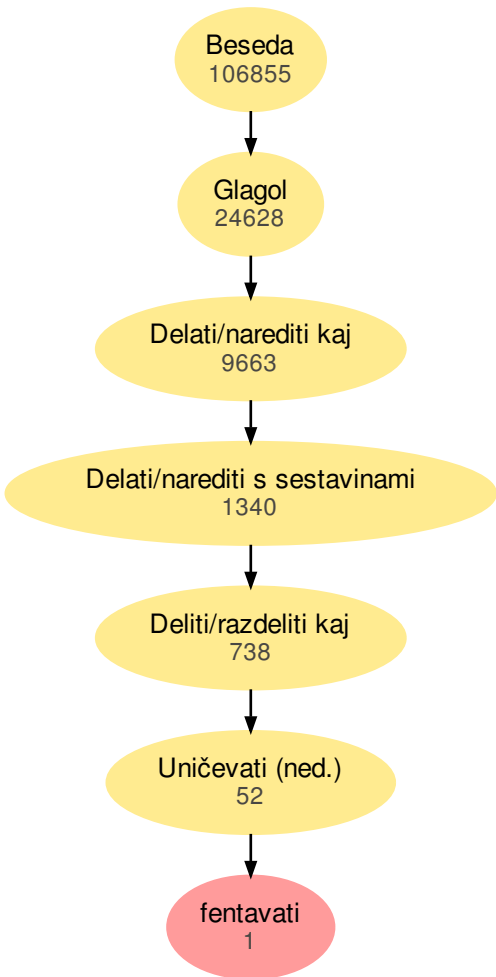 Beseda
106855
Glagol
24628
Delati/narediti kaj
9663
Delati/narediti s sestavinami
1340
Deliti/razdeliti kaj
738
Uničevati (ned.)
52
fentavati
1